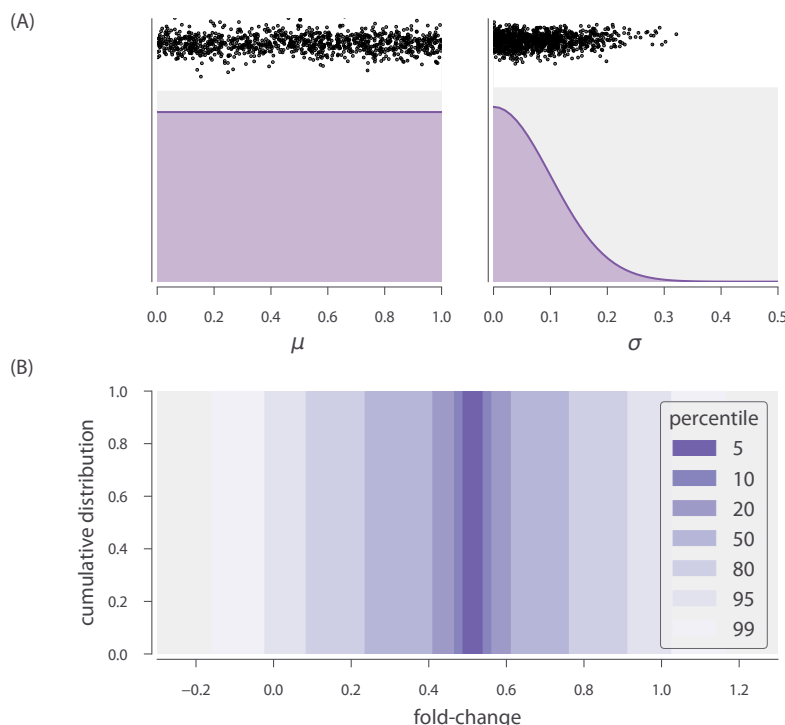 (A)
0.0 0.2 0.4 0.6 0.8 1.0
μ
0.0 0.1 0.2 0.3 0.4 0.5
σ
(B)
cumulative distribution
1.0
0.8
0.6
0.4
0.2
0.0
−0.2 0.0 0.2 0.4 0.6 0.8 1.0 1.2
fold-change
percentile
5
10
20
50
80
95
99